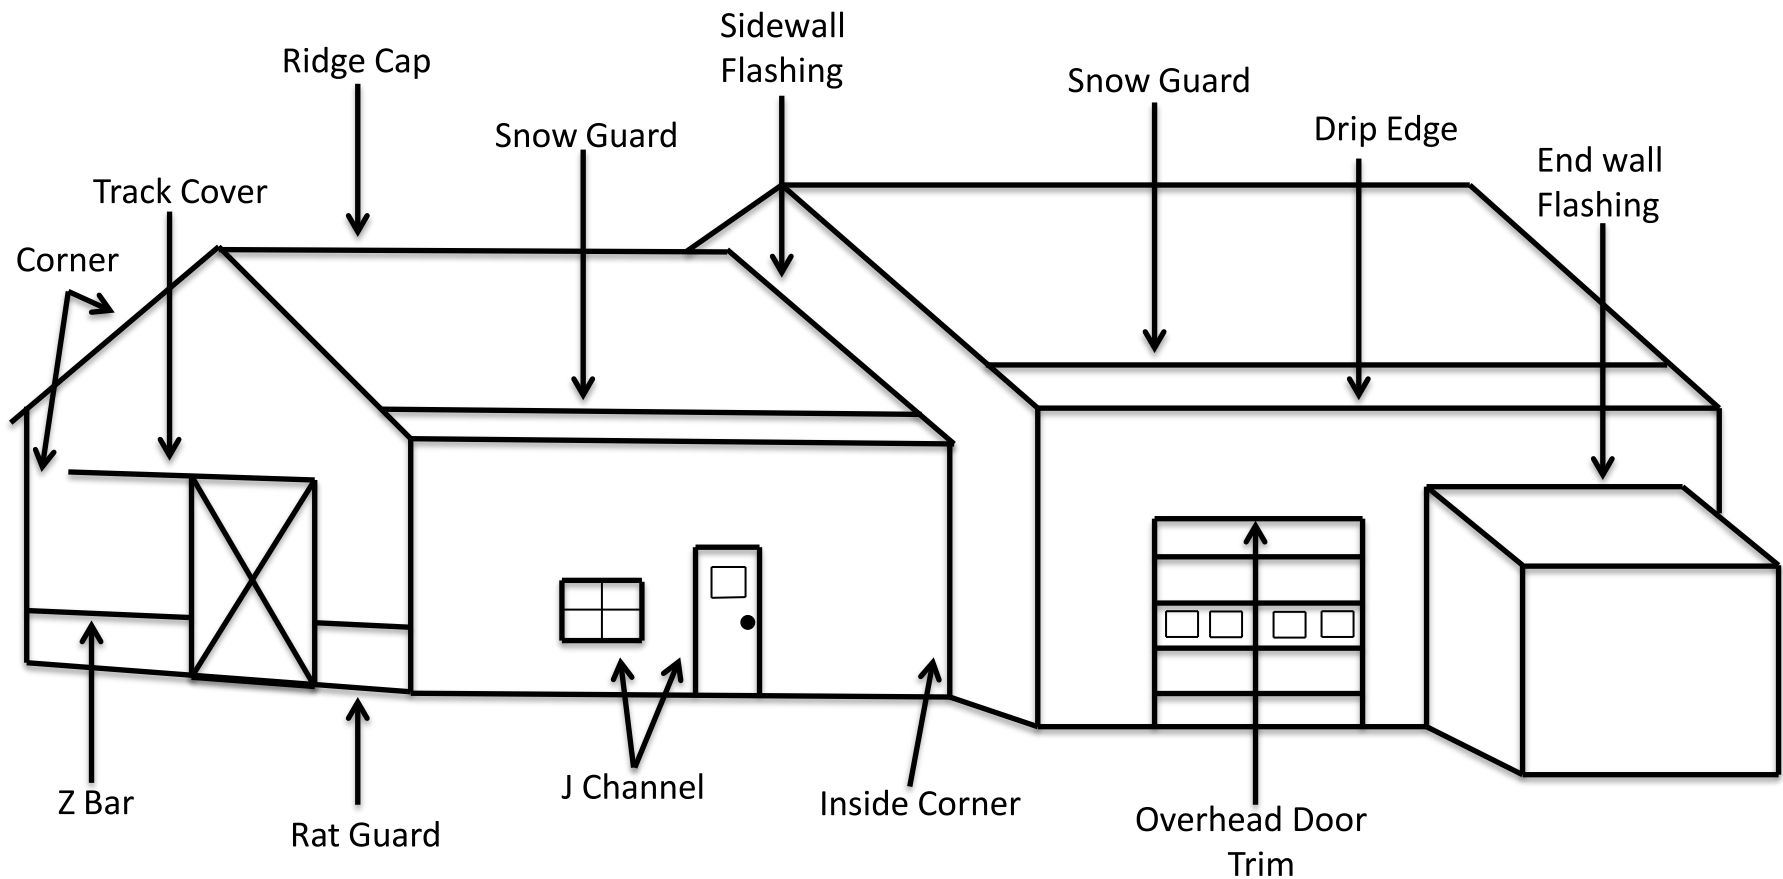 Sidewall
Flashing
Ridge Cap
Snow Guard
Snow Guard
Drip Edge
End wall
Flashing
Track Cover
Corner
Z Bar
Rat Guard
J Channel
Inside Corner
Overhead Door
Trim